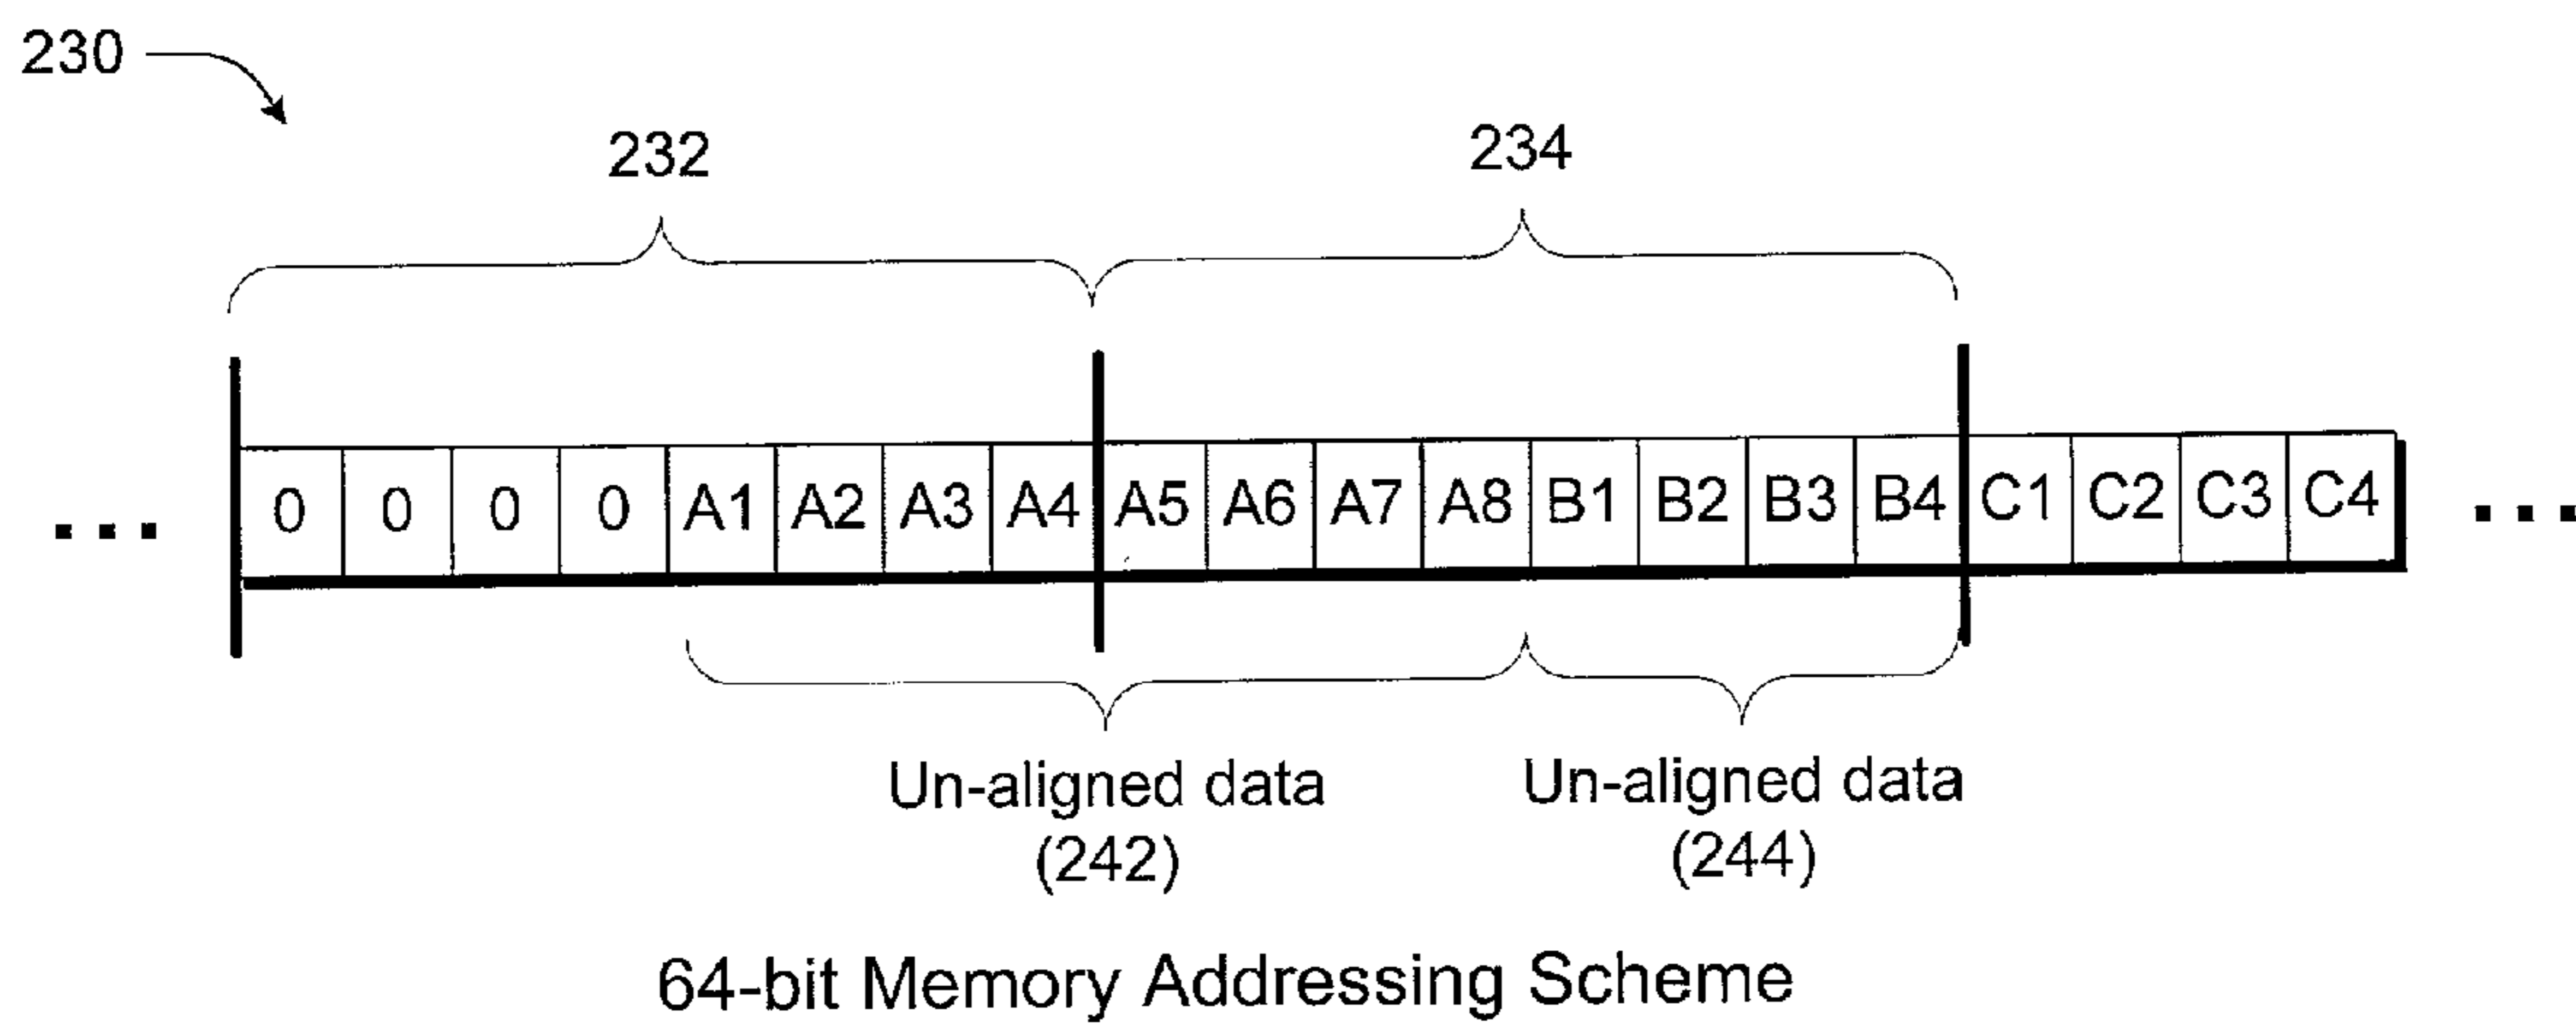 230
232 234
... 0 0 0 0 A1 A2 A3 A4 A5 A6 A7 A8 B1 B2 B3 B4 C1 C2 C3 C4 ...
Un-aligned data Un-aligned data
(242) (244)
64-bit Memory Addressing Scheme